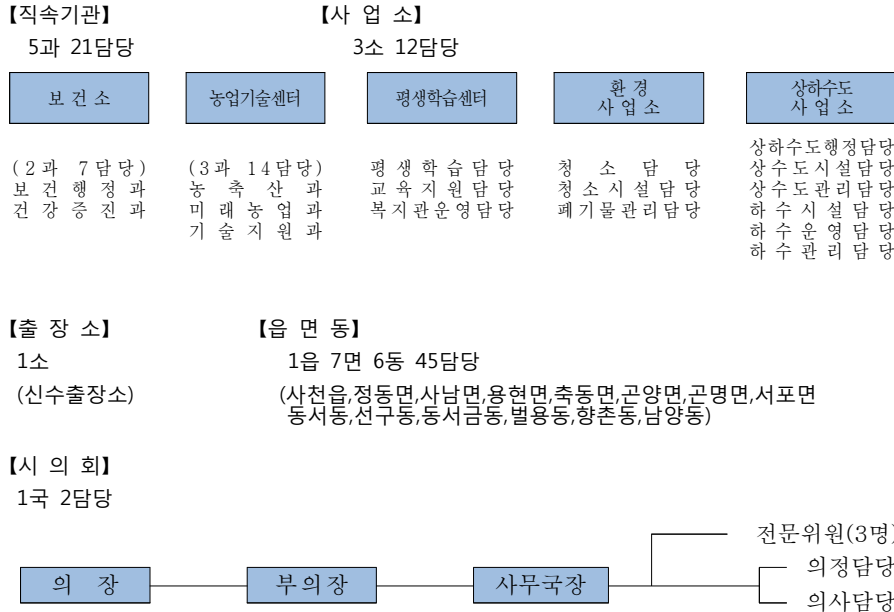 【직속기관】
5과 21담당
【사 업 소】
3소 12담당
보 건 소
농업기술센터
평생학습센터
환 경
사 업 소
상하수도
사 업 소
(2과 7담당)
보 건 행 정 과
건 강 증 진 과
(3과 14담당)
농 축 산 과
미 래 농 업 과
기 술 지 원 과
평 생 학 습 담 당
교 육 지 원 담 당
복 지 관 운 영 담 당
청 소 담 당
청 소 시 설 담 당
폐 기 물 관 리 담 당
상하수도행정담당
상 수 도 시 설 담 당
상 수 도 관 리 담 당
하 수 시 설 담 당
하 수 운 영 담 당
하 수 관 리 담 당
【출 장 소】
1소
(신수출장소)
【읍 면 동】
1읍 7면 6동 45담당
(사천읍,정동면,사남면,용현면,축동면,곤양면,곤명면,서포면
동서동,선구동,동서금동,벌용동,향촌동,남양동)
【시 의 회】
1국 2담당
의 장
부의장
사무국장
전문위원(3명)
의정담당
의사담당